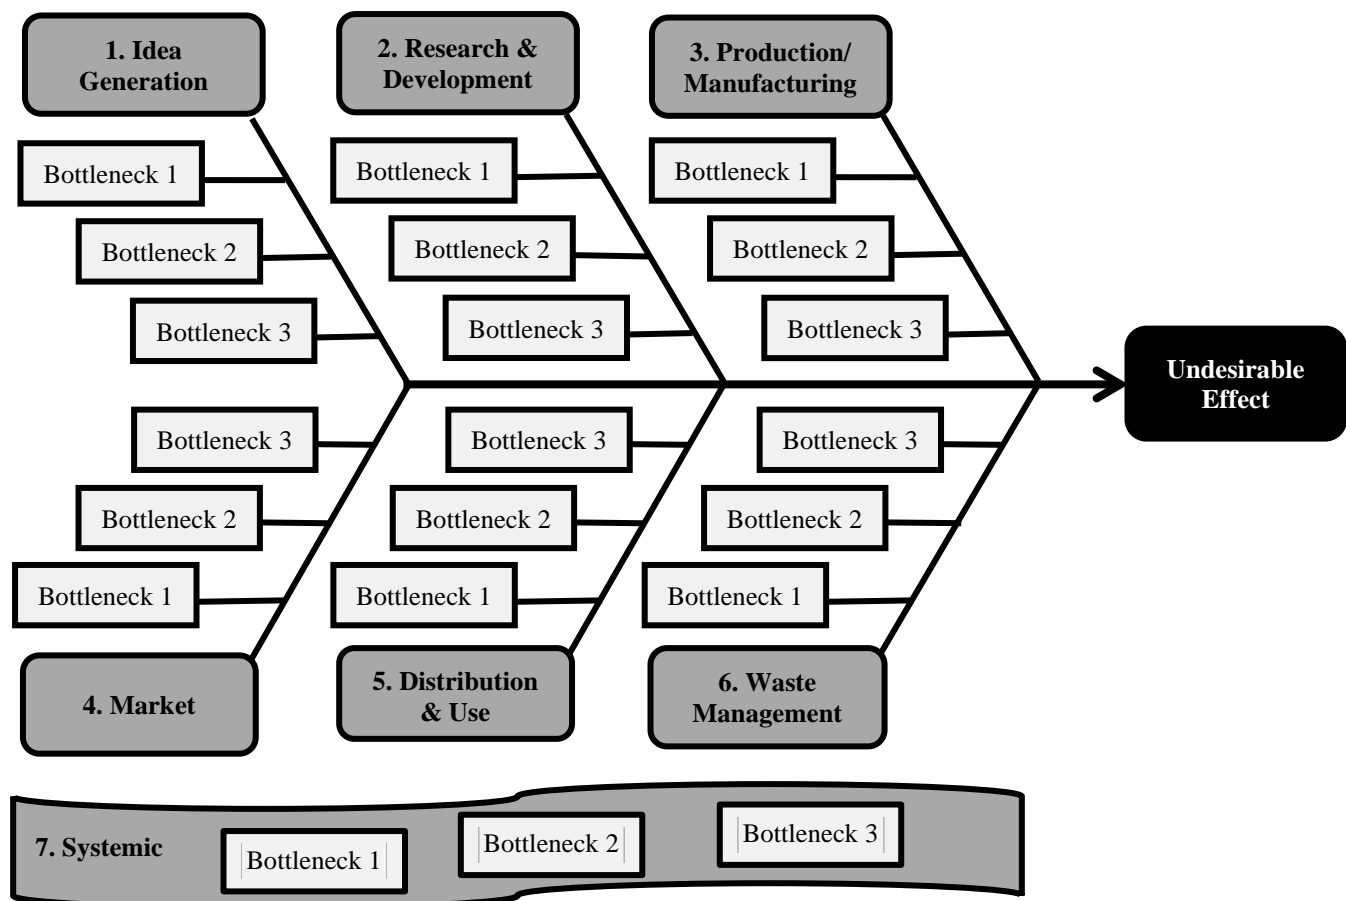 1. Idea
Generation
2. Research &
Development
3. Production/
Manufacturing
Bottleneck 1
Bottleneck 1
Bottleneck 1
Bottleneck 2
Bottleneck 2
Bottleneck 2
Bottleneck 3
Bottleneck 3
Bottleneck 3
Undesirable
Effect
Bottleneck 3
Bottleneck 3
Bottleneck 3
Bottleneck 2
Bottleneck 2
Bottleneck 2
Bottleneck 1
Bottleneck 1
Bottleneck 1
4. Market
5. Distribution
& Use
6. Waste
Management
7. Systemic
Bottleneck 1
Bottleneck 2
Bottleneck 3